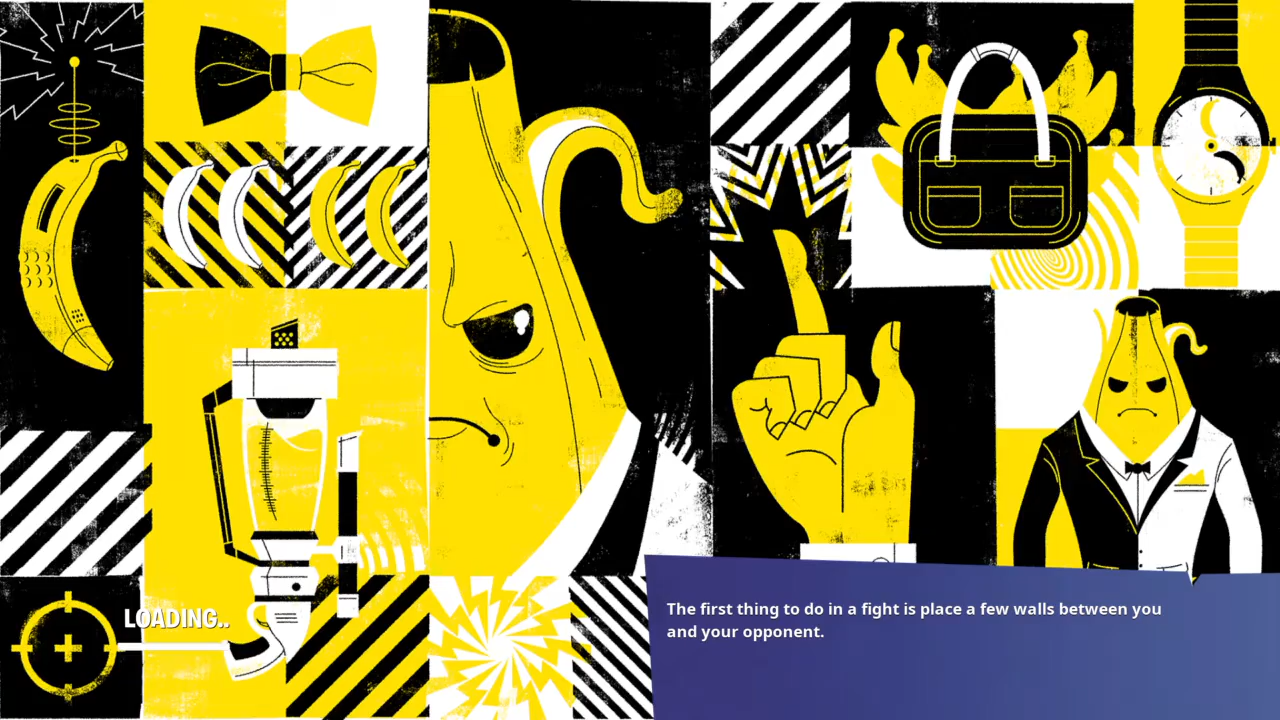 LOADING..
The first thing to do in a fight is place a few walls between you
and your opponent.